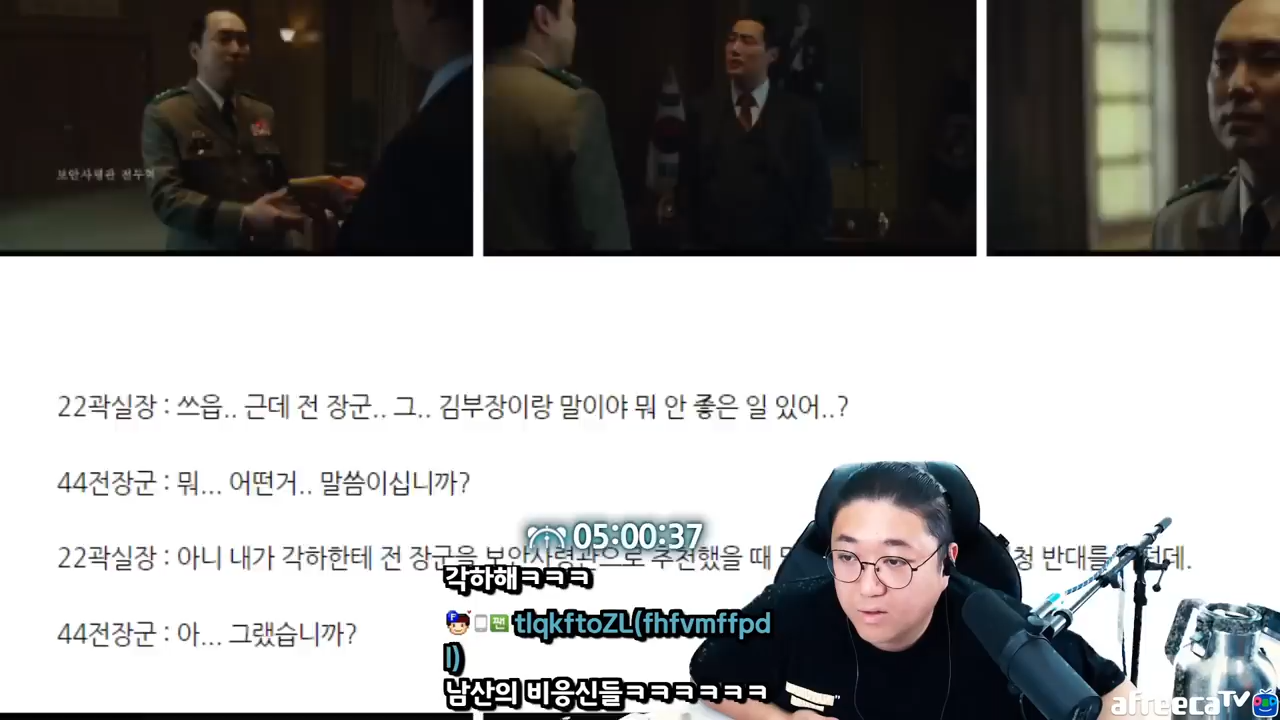 보안사령관 전두혁
22곽실장 : 쓰읍.. 근데 전 장군.. 그.. 김부장이랑 말이야 뭐 안 좋은 일 있어..?
44전장군 : 뭐... 어떤거.. 말씀이십니까?
05:00:37
22곽실장 : 아니 내가 각하한테 전 장군을 보안사령관으로 추천했을 때
청 반대를
각하해ㅋㅋㅋ
짼 tlqkftoZL(fhfvmffpd
l)
44전장군 : 아... 그랬습니까?
남산의 비응신들ㅋㅋㅋㅋㅋㅋ
afreecaTV